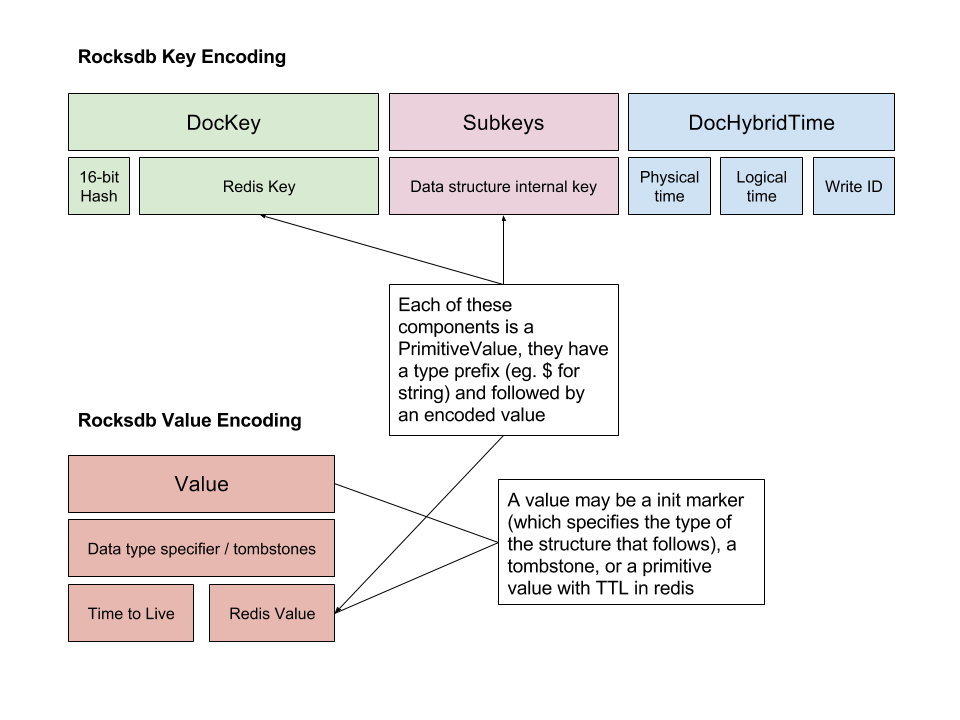 Rocksdb Key Encoding
DocKey
Subkeys
DocHybridTime
16-bit
Hash
Redis Key
Data structure internal key
Physical
time
Logical
time
Write ID
Each of these
components is a
PrimitiveValue, they have
a type prefix (eg. $ for
string) and followed by
an encoded value
Rocksdb Value Encoding
Value
Data type specifier / tombstones
Time to Live
Redis Value
A value may be a init marker
(which specifies the type of
the structure that follows), a
tombstone, or a primitive
value with TTL in redis